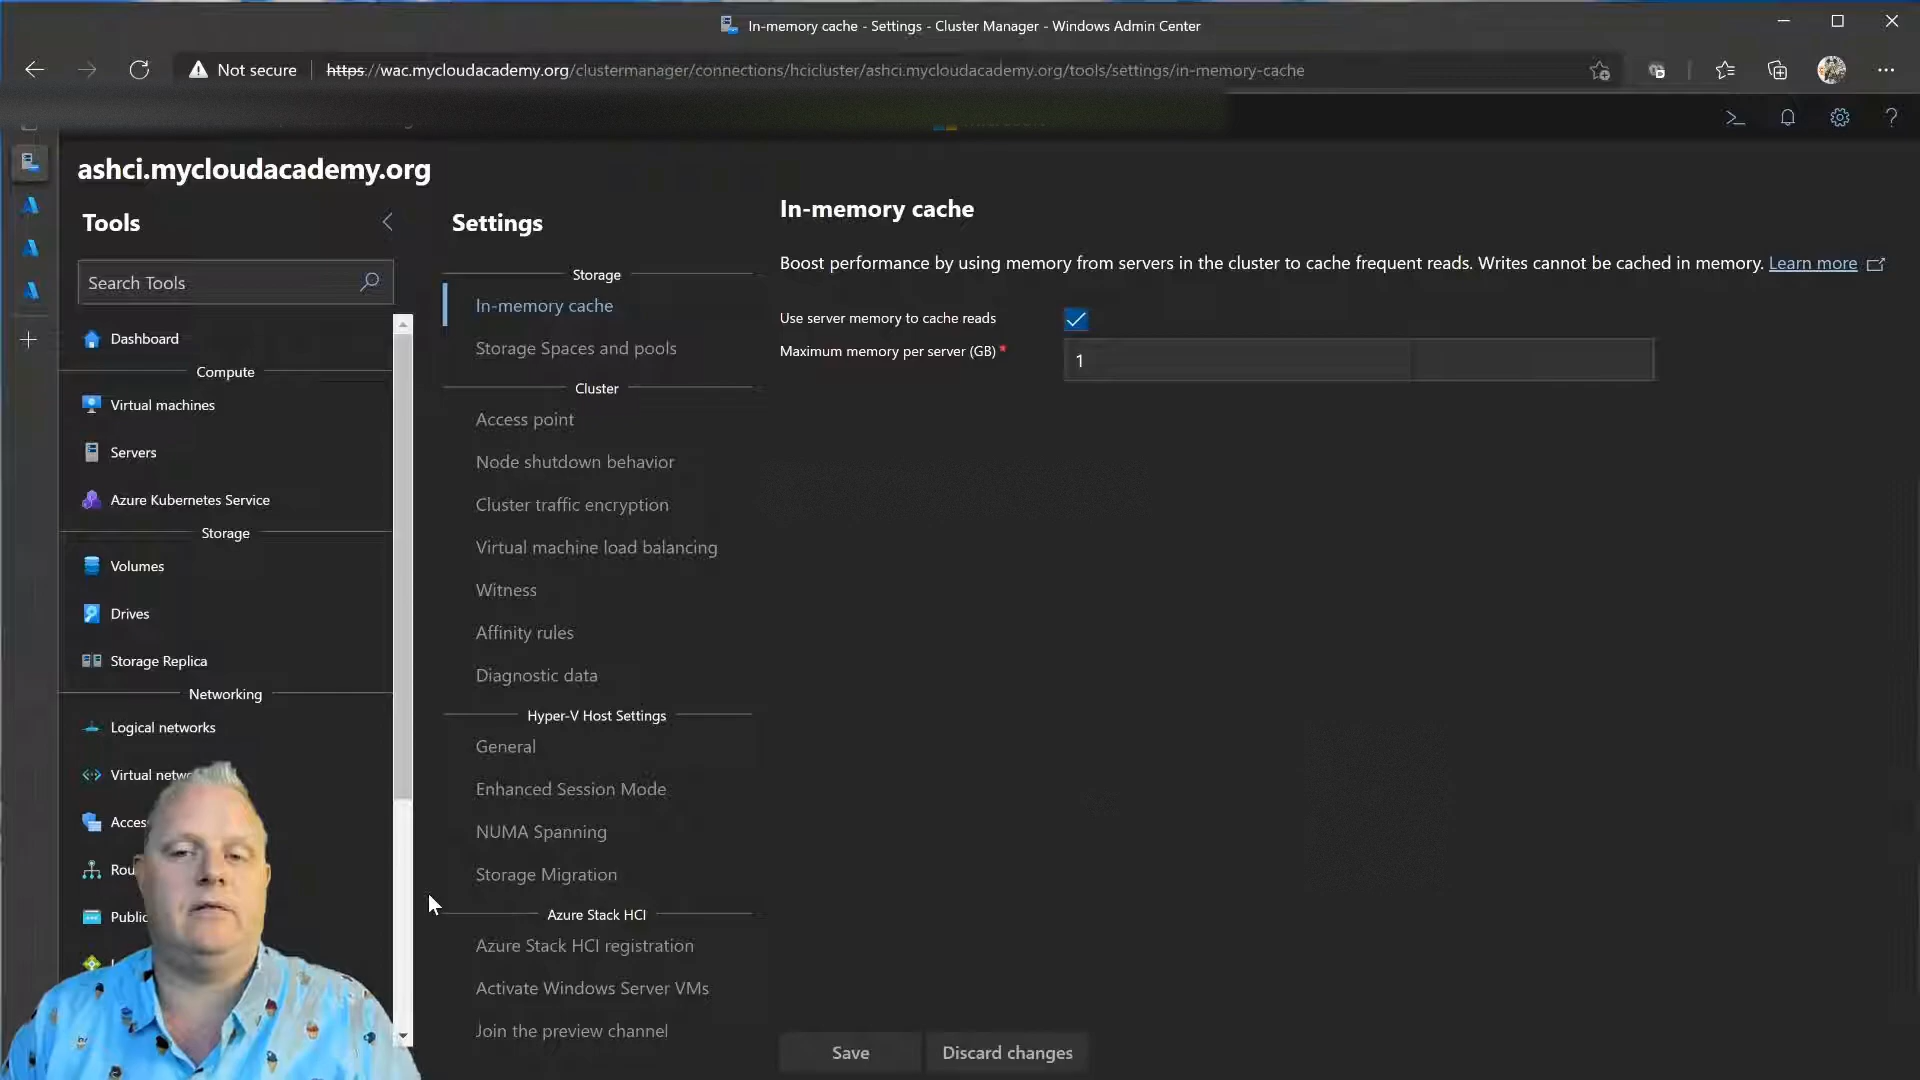 In-memory cache - Settings - Cluster Manager - Windows Admin Center
Not secure
https://wac.mycloudacademy.org/clustermanager/connections/hcicluster/ashci.mycloudacademy.org/tools/settings/in-memory-cache
ashci.mycloudacademy.org
Tools
Search Tools
Dashboard
Compute
Virtual machines
Servers
Azure Kubernetes Service
Storage
Volumes
Drives
Storage Replica
Networking
Logical networks
Virtual netw
Acces
Rou
Public
Settings
Storage
In-memory cache
Storage Spaces and pools
Cluster
Access point
Node shutdown behavior
Cluster traffic encryption
Virtual machine load balancing
Witness
Affinity rules
Diagnostic data
Hyper-V Host Settings
General
Enhanced Session Mode
NUMA Spanning
Storage Migration
Azure Stack HCI
Azure Stack HCI registration
Activate Windows Server VMs
Join the preview channel
In-memory cache
Boost performance by using memory from servers in the cluster to cache frequent reads. Writes cannot be cached in memory. Learn more
Use server memory to cache reads
Maximum memory per server (GB) *
1
Save
Discard changes